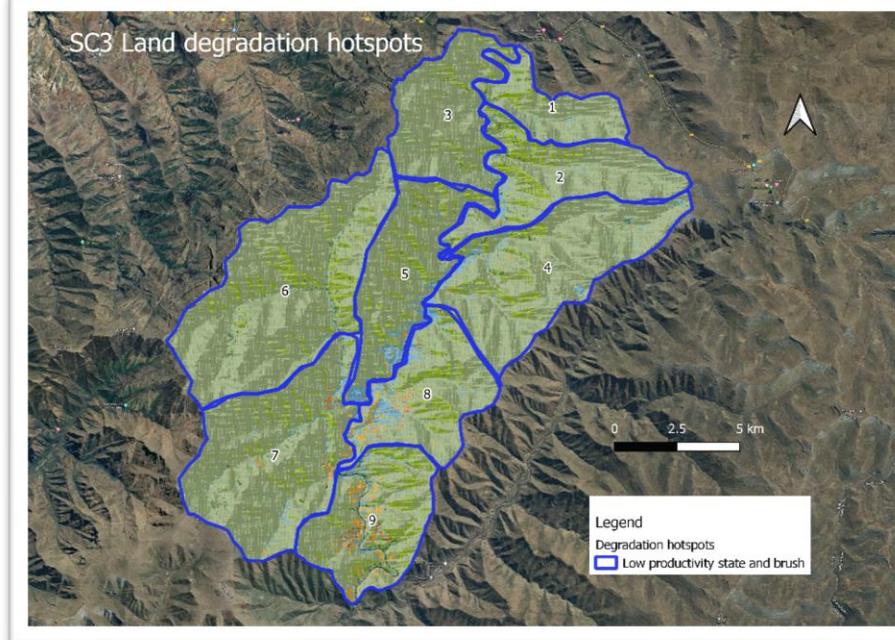 SC3 Land degradation hotspots
1
3
2
4
5
6
8
7
9
0 2.5 5 km
Legend
Degradation hotspots
Low productivity state and brush